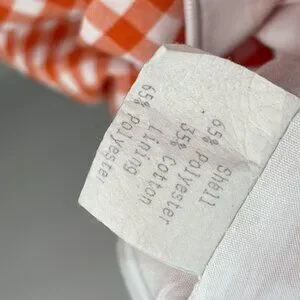 Shell
65% Polyester
35% Cotton
Lining
65% Polyester